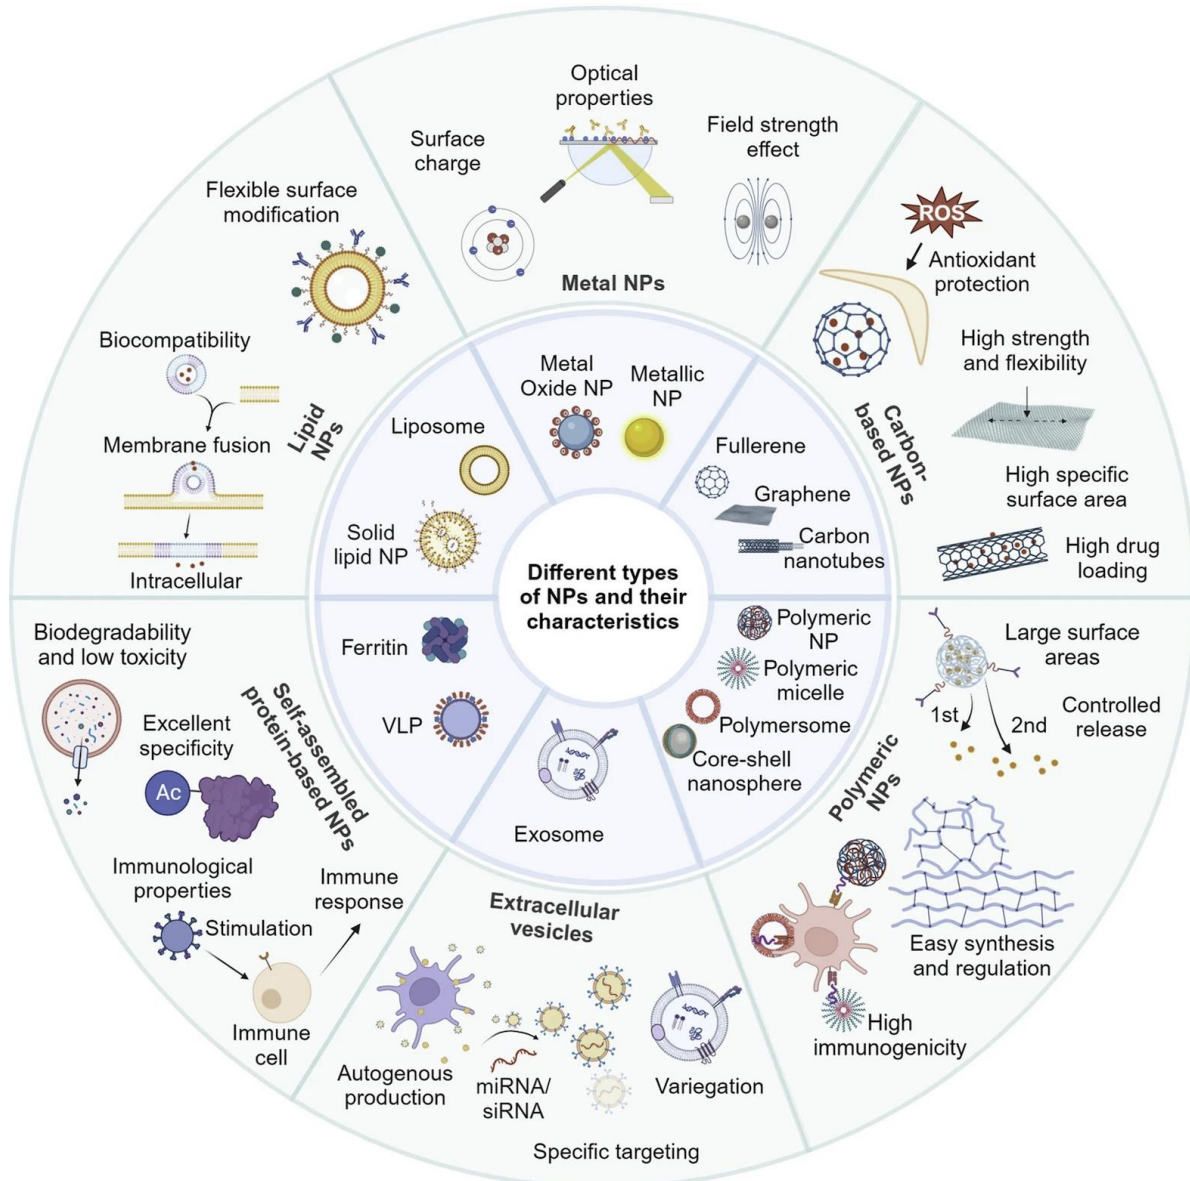 Optical
properties
Surface
charge
Field strength
effect
Metal NPs
Flexible surface
modification
Biocompatibility
Membrane fusion
Intracellular
Lipid
NPs
ROS
Antioxidant
protection
High strength
and flexibility
High specific
surface area
High drug
loading
Carbon-
based NPs
Metal
Oxide NP
Metallic
NP
Liposome
Solid
lipid NP
Fullerene
Graphene
Carbon
nanotubes
Different types
of NPs and their
characteristics
Ferritin
VLP
Exosome
Polymeric
NP
Polymeric
micelle
Polymersome
Core-shell
nanosphere
Biodegradability
and low toxicity
Excellent
specificity
Ac
Immunological
properties
Stimulation
Immune
response
Immune
cell
Self-assembled
protein-based NPs
Large surface
areas
Controlled
release
1st
2nd
Polymeric
NPs
Easy synthesis
and regulation
High
immunogenicity
Extracellular
vesicles
Autogenous
production
miRNA/
siRNA
Variegation
Specific targeting